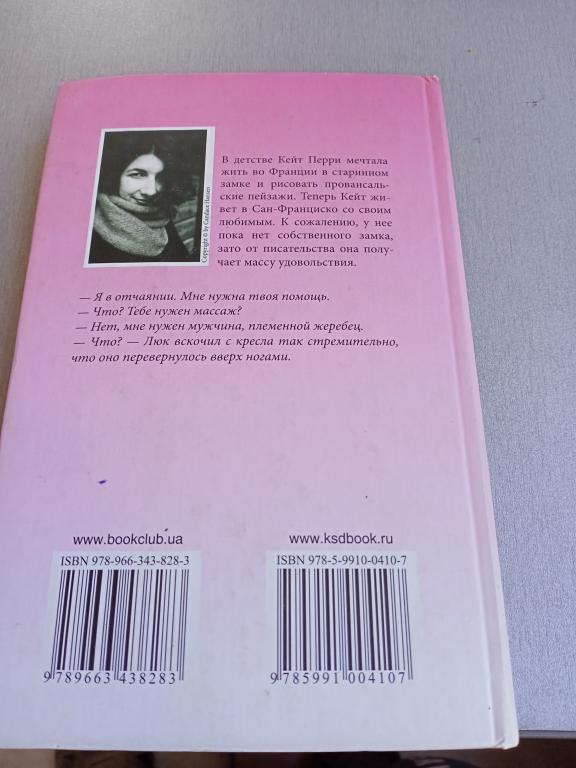 Copyright © by Candace Hansen
В детстве Кейт Перри мечтала
жить во Франции в старинном
замке и рисовать провансаль-
ские пейзажи. Теперь Кейт жи-
вет в Сан-Франциско со своим
любимым. К сожалению, у нее
пока нет собственного замка,
зато от писательства она полу-
чает массу удовольствия.
— Я в отчаянии. Мне нужна твоя помощь.
— Что? Тебе нужен массаж?
— Нет, мне нужен мужчина, племенной жеребец.
— Что? — Люк вскочил с кресла так стремительно,
что оно перевернулось вверх ногами.
www.bookclub.ua
ISBN 978-966-343-828-3
9 789663 438283
www.ksdbook.ru
ISBN 978-5-9910-0410-7
9 785991 004107